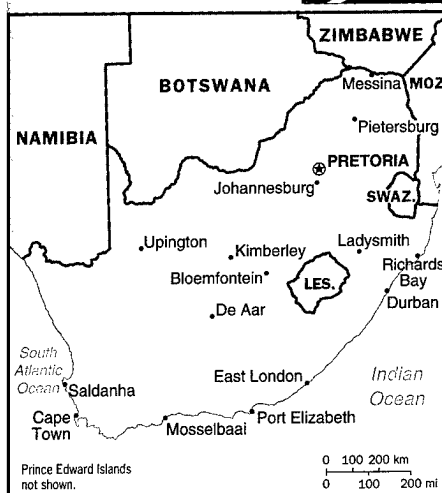 ZIMBABWE
BOTSWANA
Messina
MOZ
NAMIBIA
Pietersburg
PRETORIA
Johannesburg
SWAZ.
Upington
Kimberley
Ladysmith
Richards
Bay
Bloemfontein
LES.
Durban
De Aar
South
Atlantic
Ocean
Saldanha
East London
Indian
Ocean
Cape
Town
Mosselbaai
Port Elizabeth
Prince Edward Islands
not shown.
0 100 200 km
0 100 200 mi